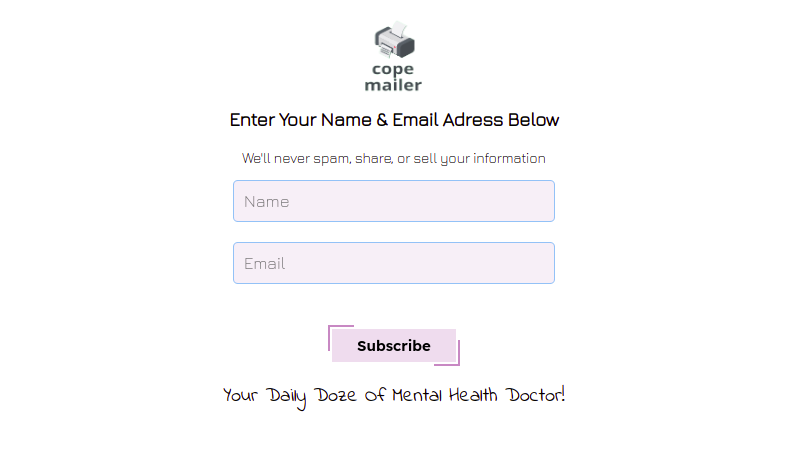 cope
mailer
Enter Your Name & Email Adress Below
We'll never spam, share, or sell your information
Name
Email
Subscribe
Your Daily Doze Of Mental Health Doctor!